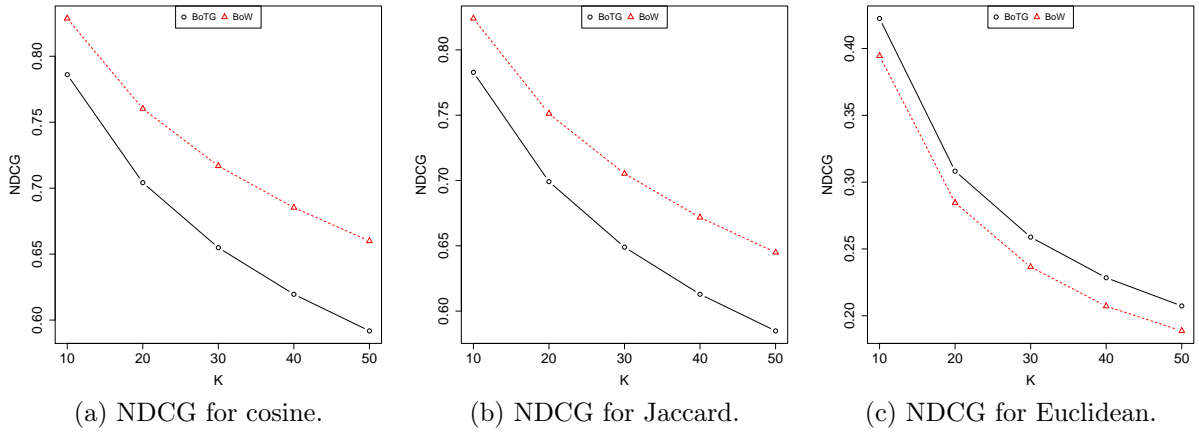 BoTG BoW
NDCG
0.80
0.75
0.70
0.65
0.60
10 20 30 40 50
K
(a) NDCG for cosine.
BoTG BoW
NDCG
0.80
0.75
0.70
0.65
0.60
10 20 30 40 50
K
(b) NDCG for Jaccard.
BoTG BoW
NDCG
0.40
0.35
0.30
0.25
0.20
10 20 30 40 50
K
(c) NDCG for Euclidean.